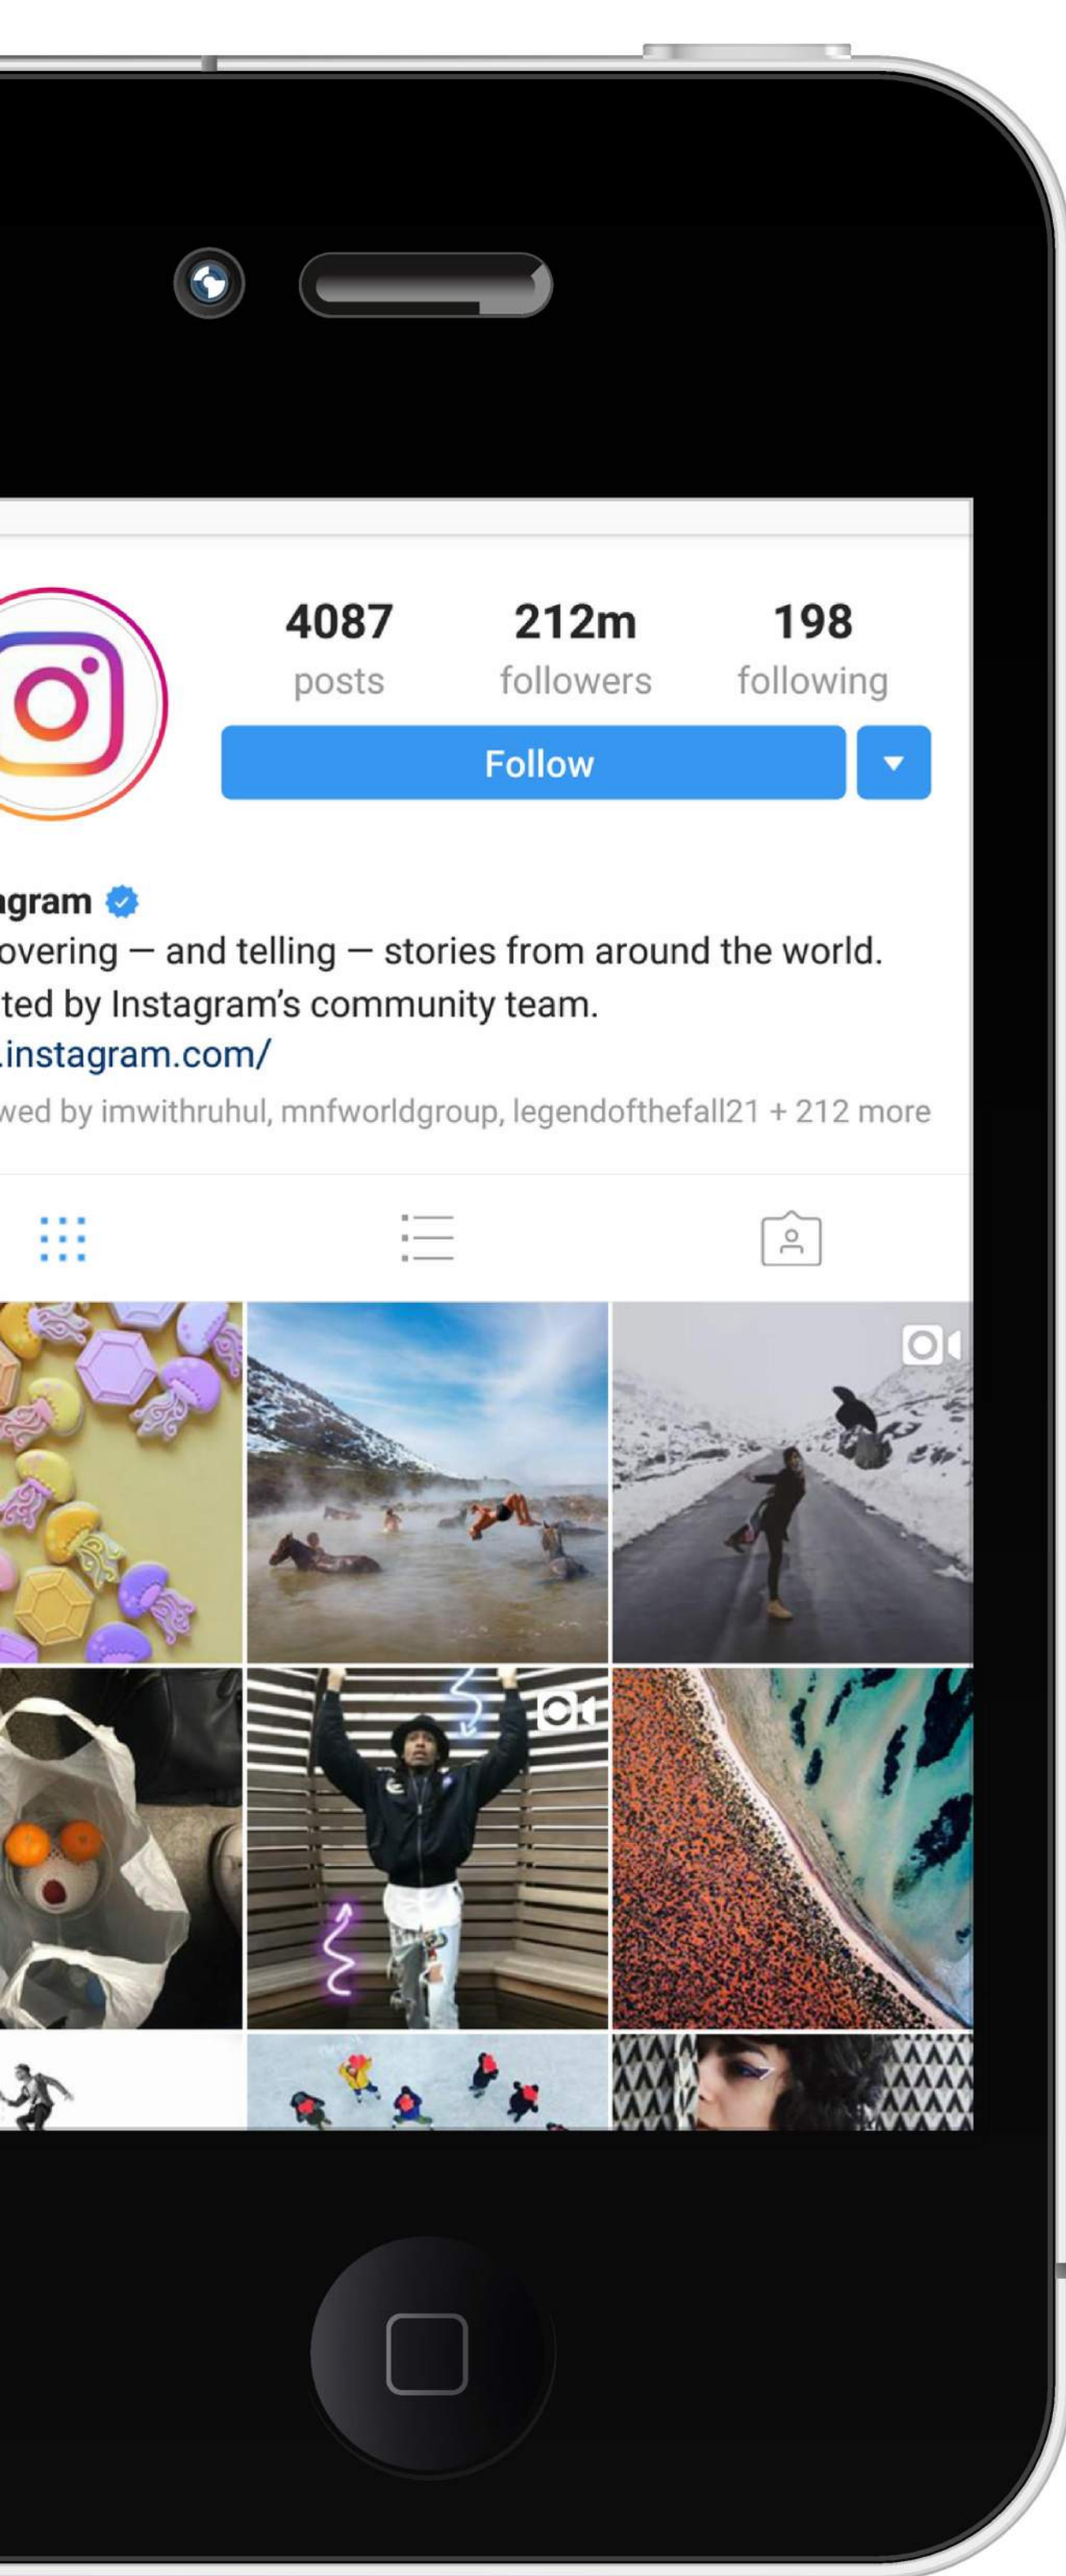 4087 212m 198
posts followers following
Follow
agram
overing — and telling — stories from around the world.
ted by Instagram's community team.
.instagram.com/
wed by imwithruhul, mnfworldgroup, legendofthefall21 + 212 more